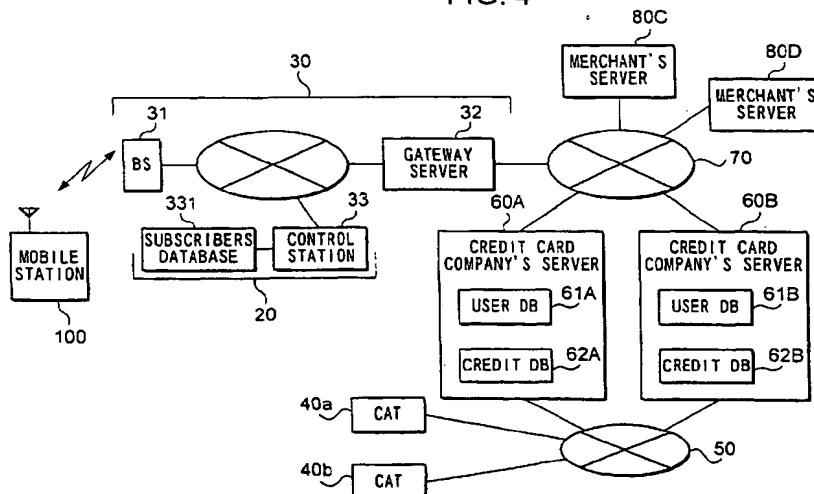 FIG. 4
80C
MERCHANT'S
SERVER
80D
MERCHANT'S
SERVER
30
31
BS
32
GATEWAY
SERVER
70
331
SUBSCRIBERS
DATABASE
33
CONTROL
STATION
20
MOBILE
STATION
100
60A
CREDIT CARD
COMPANY'S SERVER
USER DB
61A
CREDIT DB
62A
60B
CREDIT CARD
COMPANY'S SERVER
USER DB
61B
CREDIT DB
62B
40a
CAT
40b
CAT
50